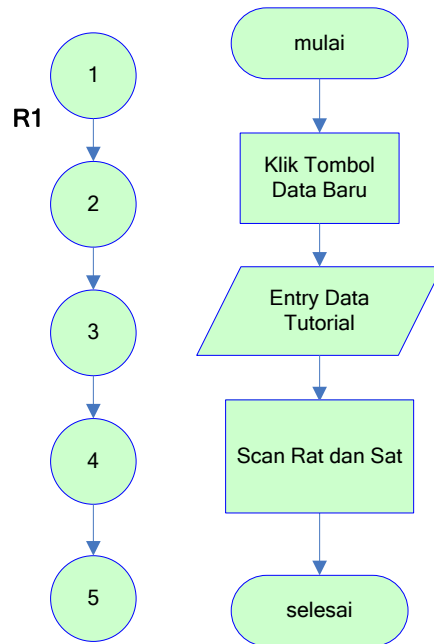 1
R1
2
3
4
5
mulai
Klik Tombol
Data Baru
Entry Data
Tutorial
Scan Rat dan Sat
selesai